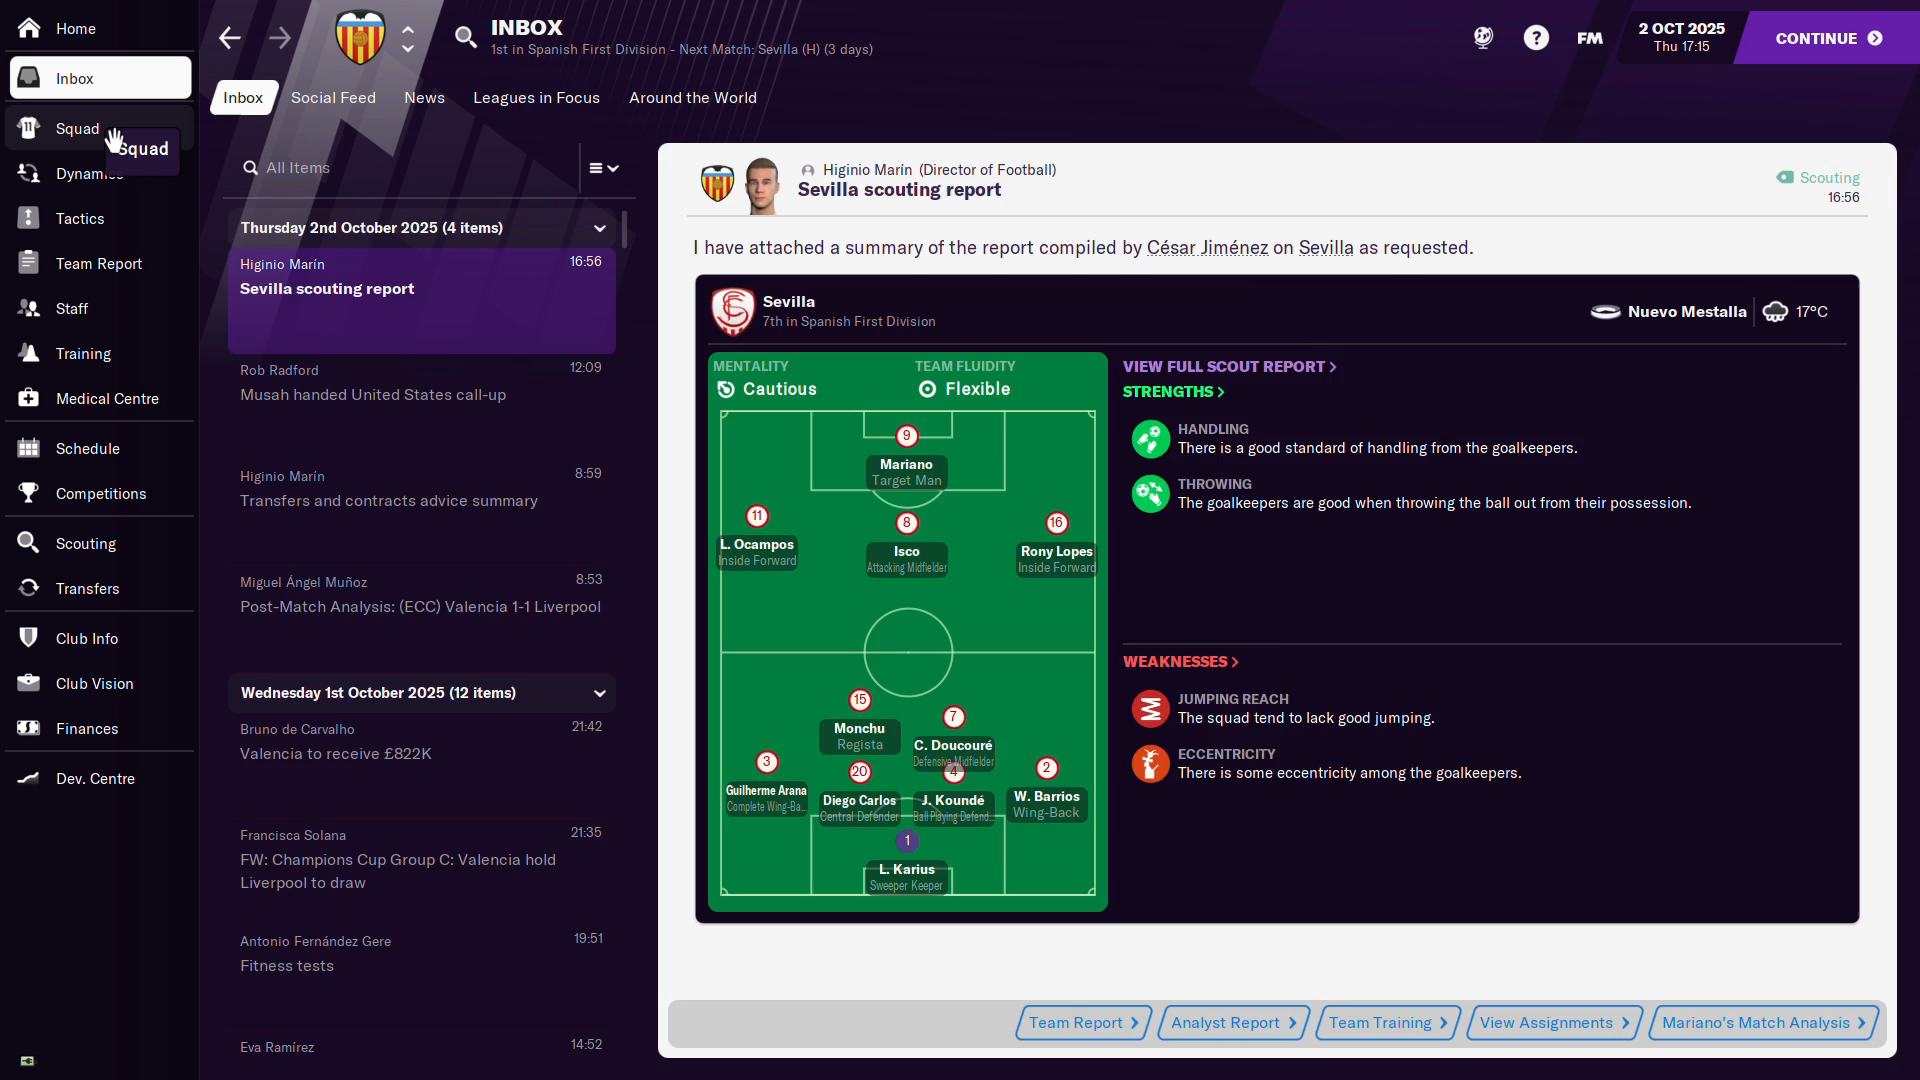 Home
Inbox
Squad
Squad
Dynamics
Tactics
Team Report
Staff
Training
Medical Centre
Schedule
Competitions
Scouting
Transfers
Club Info
Club Vision
Finances
Dev. Centre
INBOX
1st in Spanish First Division - Next Match: Sevilla (H) (3 days)
FM
2 OCT 2025
Thu 17:15
CONTINUE
Inbox
Social Feed
News
Leagues in Focus
Around the World
All Items
Thursday 2nd October 2025 (4 items)
Higinio Marín 16:56
Sevilla scouting report
Rob Radford 12:09
Musah handed United States call-up
Higinio Marín 8:59
Transfers and contracts advice summary
Miguel Ángel Muñoz 8:53
Post-Match Analysis: (ECC) Valencia 1-1 Liverpool
Wednesday 1st October 2025 (12 items)
Bruno de Carvalho 21:42
Valencia to receive £822K
Francisca Solana 21:35
FW: Champions Cup Group C: Valencia hold
Liverpool to draw
Antonio Fernández Gere 19:51
Fitness tests
Eva Ramírez 14:52
Higinio Marín (Director of Football)
Sevilla scouting report
Scouting
16:56
I have attached a summary of the report compiled by César Jiménez on Sevilla as requested.
Sevilla
7th in Spanish First Division
Nuevo Mestalla
17°C
MENTALITY
Cautious
TEAM FLUIDITY
Flexible
9
Mariano
Target Man
11
L. Ocampos
Inside Forward
8
Isco
Attacking Midfielder
16
Rony Lopes
Inside Forward
15
Monchu
Regista
7
C. Doucouré
Defensive Midfielder
3
Guilherme Arana
Complete Wing-Ba...
20
Diego Carlos
Central Defender
4
J. Koundé
Ball Playing Defend...
2
W. Barrios
Wing-Back
1
L. Karius
Sweeper Keeper
VIEW FULL SCOUT REPORT
STRENGTHS
HANDLING
There is a good standard of handling from the goalkeepers.
THROWING
The goalkeepers are good when throwing the ball out from their possession.
WEAKNESSES
JUMPING REACH
The squad tend to lack good jumping.
ECCENTRICITY
There is some eccentricity among the goalkeepers.
Team Report
Analyst Report
Team Training
View Assignments
Mariano's Match Analysis